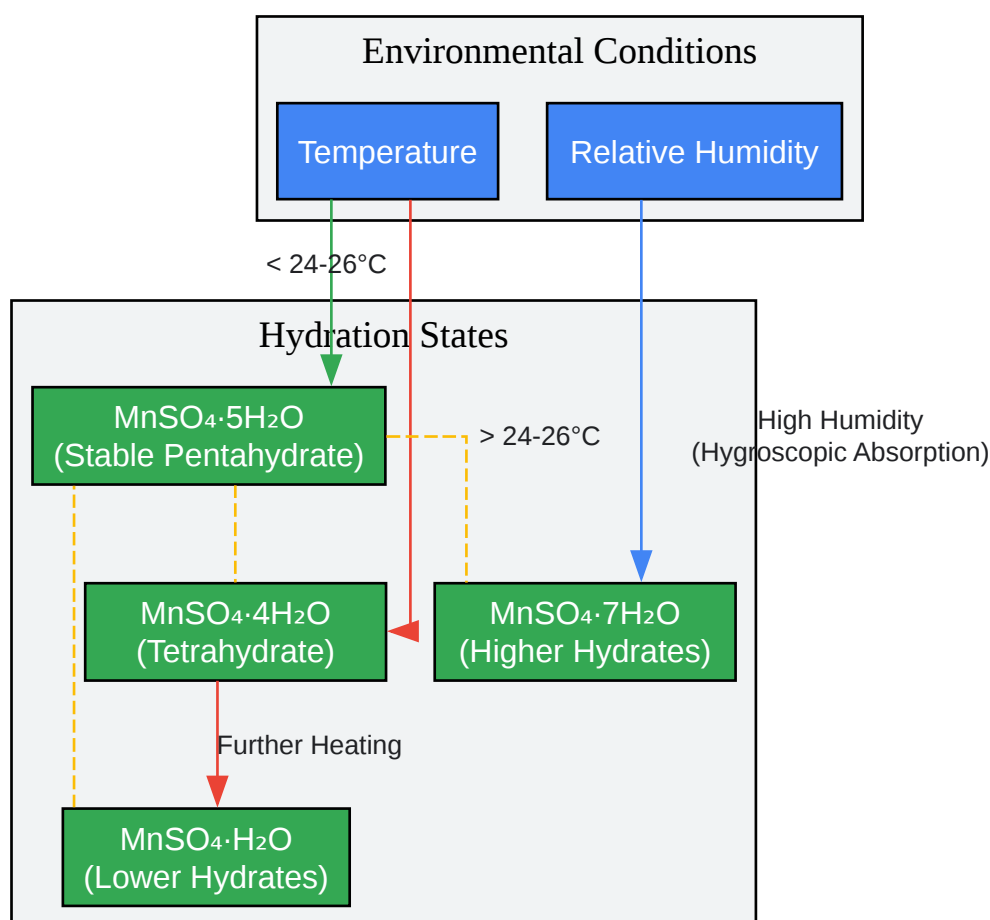 Environmental Conditions
Temperature
Relative Humidity
< 24-26°C
Hydration States
MnSO₄·5H₂O
(Stable Pentahydrate)
> 24-26°C
High Humidity
(Hygroscopic Absorption)
MnSO₄·4H₂O
(Tetrahydrate)
MnSO₄·7H₂O
(Higher Hydrates)
Further Heating
MnSO₄·H₂O
(Lower Hydrates)